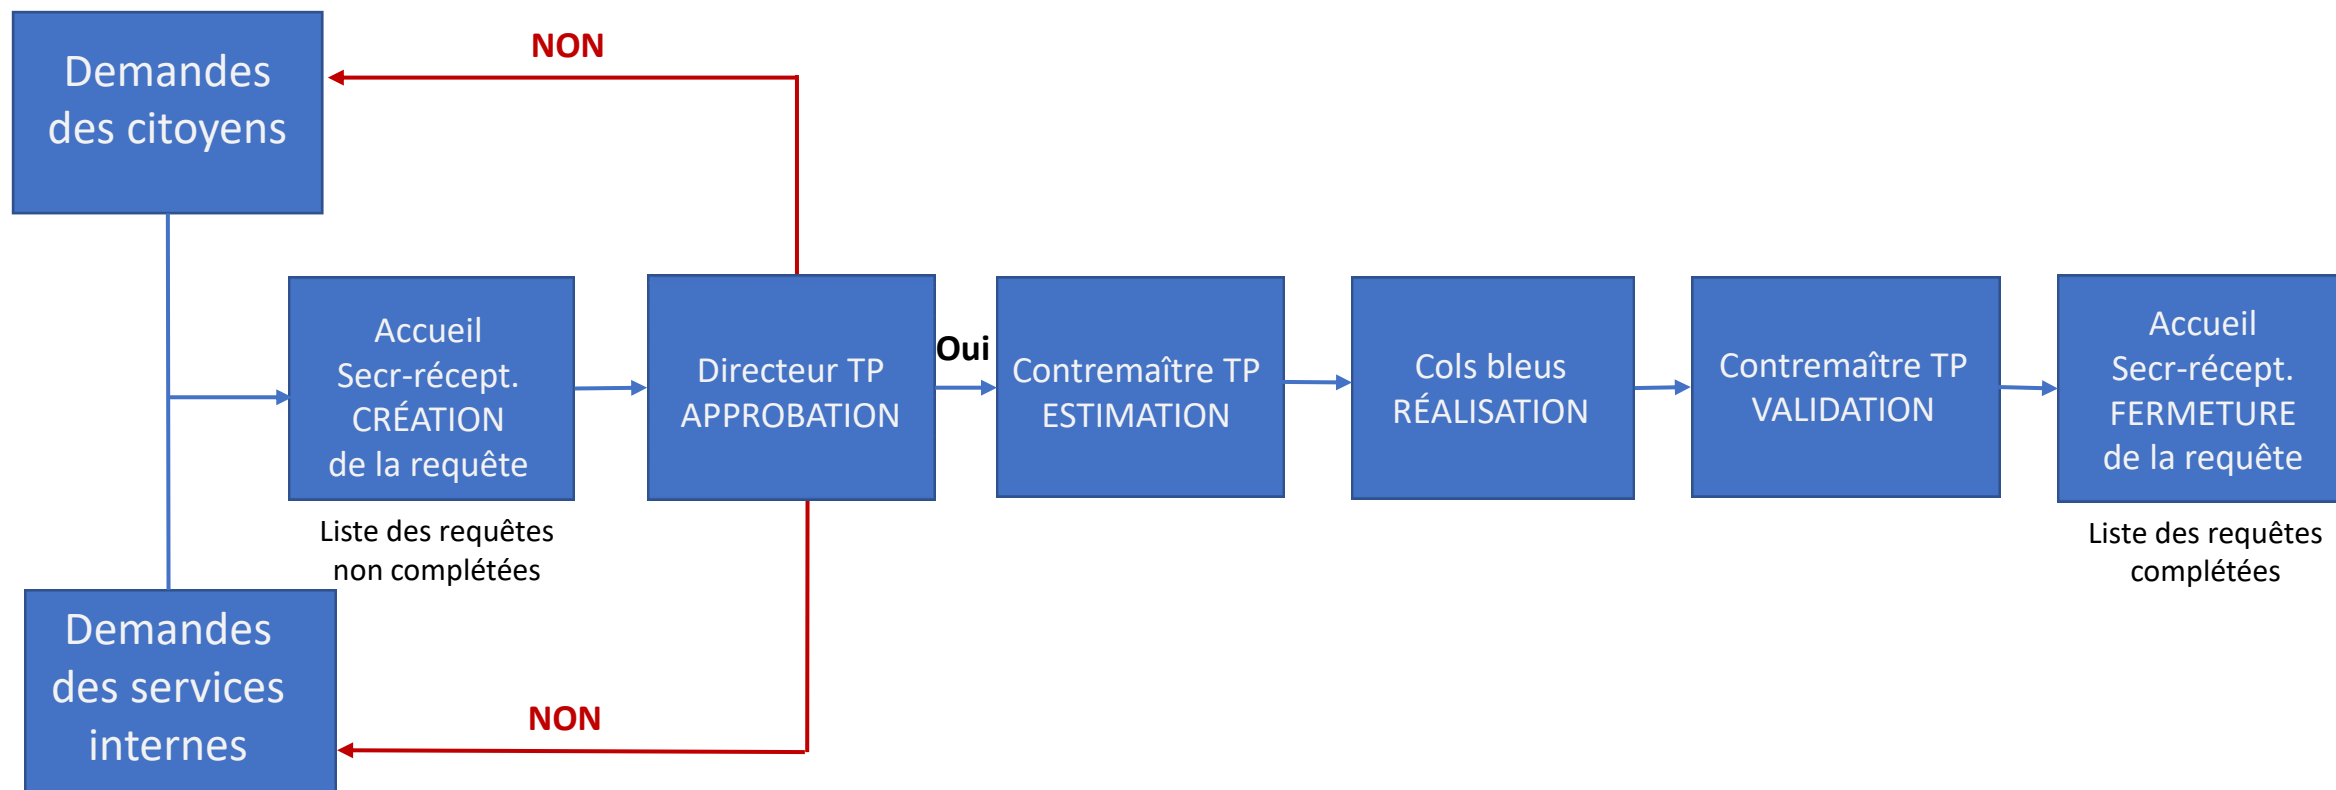 Demandes
des citoyens
NON
Accueil
Secr-récept.
CRÉATION
de la requête
Liste des requêtes
non complétées
Directeur TP
APPROBATION
Oui
Contremaître TP
ESTIMATION
Cols bleus
RÉALISATION
Contremaître TP
VALIDATION
Accueil
Secr-récept.
FERMETURE
de la requête
Liste des requêtes
complétées
Demandes
des services
internes
NON